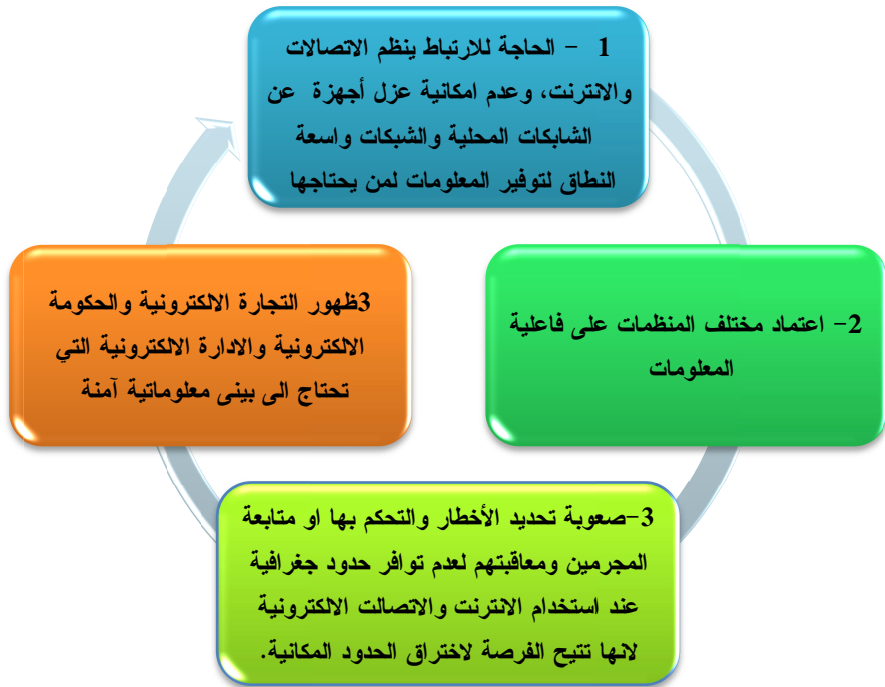 1 - الحاجة للارتباط ينظم الاتصالات
والانترنت، وعدم امكانية عزل أجهزة عن
الشابكات المحلية والشبكات واسعة
النطاق لتوفير المعلومات لمن يحتاجها
2- اعتماد مختلف المنظمات على فاعلية
المعلومات
3-صعوبة تحديد الأخطار والتحكم بها او متابعة
المجرمين ومعاقبتهم لعدم توافر حدود جغرافية
عند استخدام الانترنت والاتصالت الالكترونية
لانها تتيح الفرصة لاختراق الحدود المكانية.
3ظهور التجارة الالكترونية والحكومة
الالكترونية والادارة الالكترونية التي
تحتاج الى بينى معلوماتية آمنة